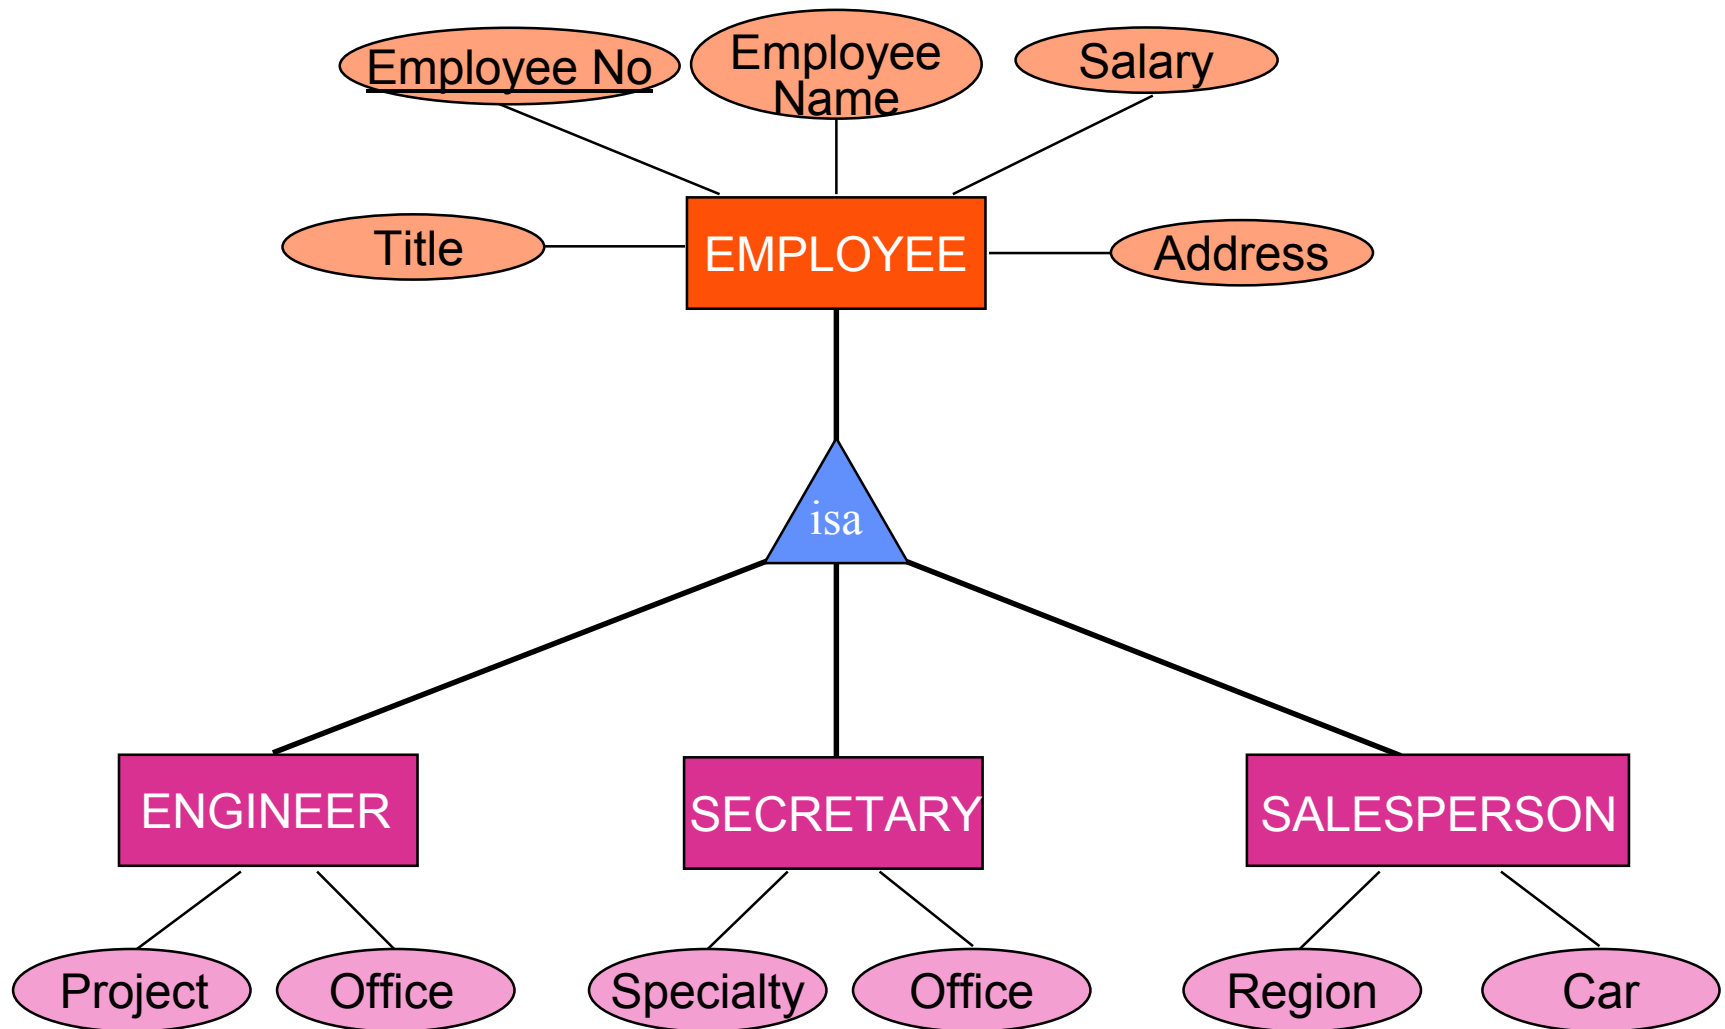 Employee No
Employee
Name
Salary
Title
EMPLOYEE
Address
isa
ENGINEER
SECRETARY
SALESPERSON
Project
Office
Specialty
Office
Region
Car